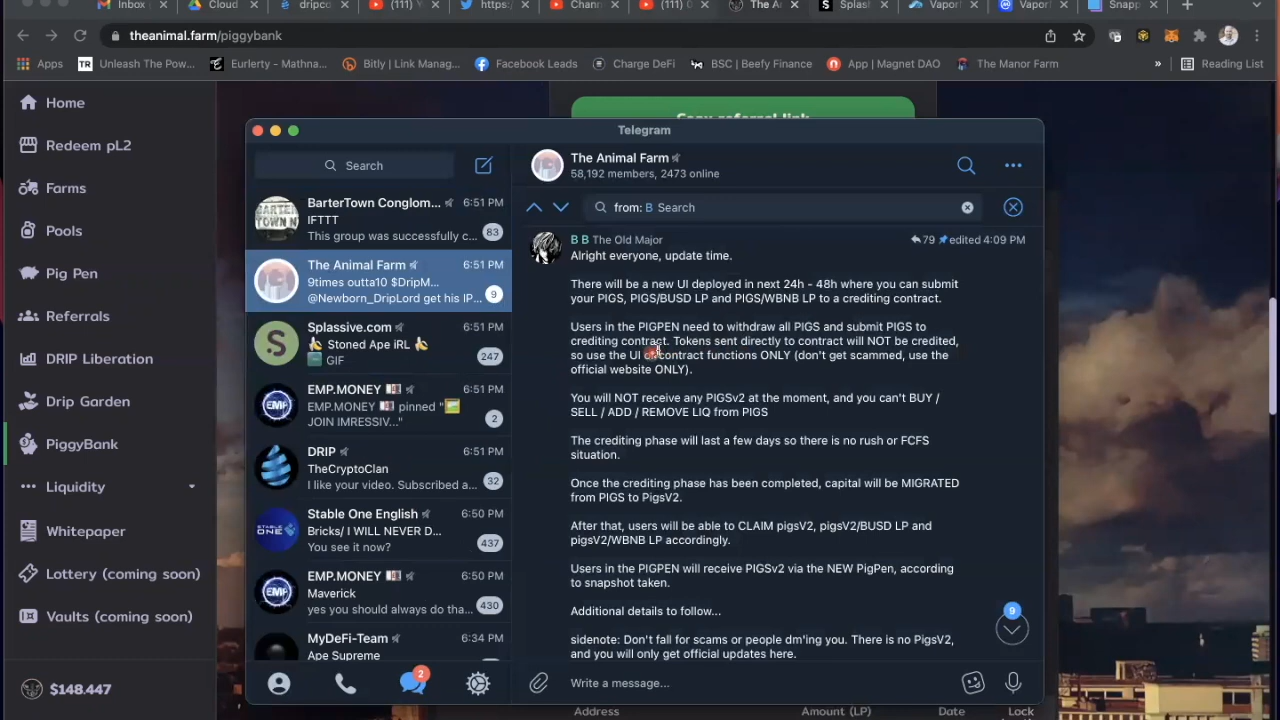 Inbox
Cloud
dripco
(111) Y
https:/
Chann
(111) 0
The A
Splas
Vaporf
Vaporf
Snapp
theanimal.farm/piggybank
Apps
Unleash The Pow...
Eurlerty - Mathna...
Bitly | Link Manag...
Facebook Leads
Charge DeFi
BSC | Beefy Finance
App | Magnet DAO
The Manor Farm
»
Reading List
Home
Redeem pL2
Farms
Pools
Pig Pen
Referrals
DRIP Liberation
Drip Garden
PiggyBank
Liquidity
Whitepaper
Lottery (coming soon)
Vaults (coming soon)
$148.447
Copy referral link
Telegram
Search
BarterTown Conglom... 6:51 PM
IFTTT
This group was successfully c... 83
The Animal Farm 6:51 PM
9times outta10 $DripM...
@Newborn_DripLord get his IP... 9
Splassive.com 6:51 PM
Stoned Ape iRL
GIF 247
EMP.MONEY 6:51 PM
EMP.MONEY pinned "
JOIN IMRESSIV..." 2
DRIP 6:51 PM
TheCryptoClan
I like your video. Subscribed a... 32
Stable One English 6:50 PM
Bricks/ I WILL NEVER D...
You see it now? 437
EMP.MONEY 6:50 PM
Maverick
yes you should always do tha... 430
MyDeFi-Team 6:34 PM
Ape Supreme
2
The Animal Farm
58,192 members, 2473 online
from: B Search
B B The Old Major 79 edited 4:09 PM
Alright everyone, update time.
There will be a new UI deployed in next 24h - 48h where you can submit
your PIGS, PIGS/BUSD LP and PIGS/WBNB LP to a crediting contract.
Users in the PIGPEN need to withdraw all PIGS and submit PIGS to
crediting contract. Tokens sent directly to contract will NOT be credited,
so use the UI or contract functions ONLY (don't get scammed, use the
official website ONLY).
You will NOT receive any PIGSv2 at the moment, and you can't BUY /
SELL / ADD / REMOVE LIQ from PIGS
The crediting phase will last a few days so there is no rush or FCFS
situation.
Once the crediting phase has been completed, capital will be MIGRATED
from PIGS to PigsV2.
After that, users will be able to CLAIM pigsV2, pigsV2/BUSD LP and
pigsV2/WBNB LP accordingly.
Users in the PIGPEN will receive PIGSv2 via the NEW PigPen, according
to snapshot taken.
Additional details to follow...
sidenote: Don't fall for scams or people dm'ing you. There is no PigsV2,
and you will only get official updates here.
9
Write a message...
Address Amount (LP) Date Lock